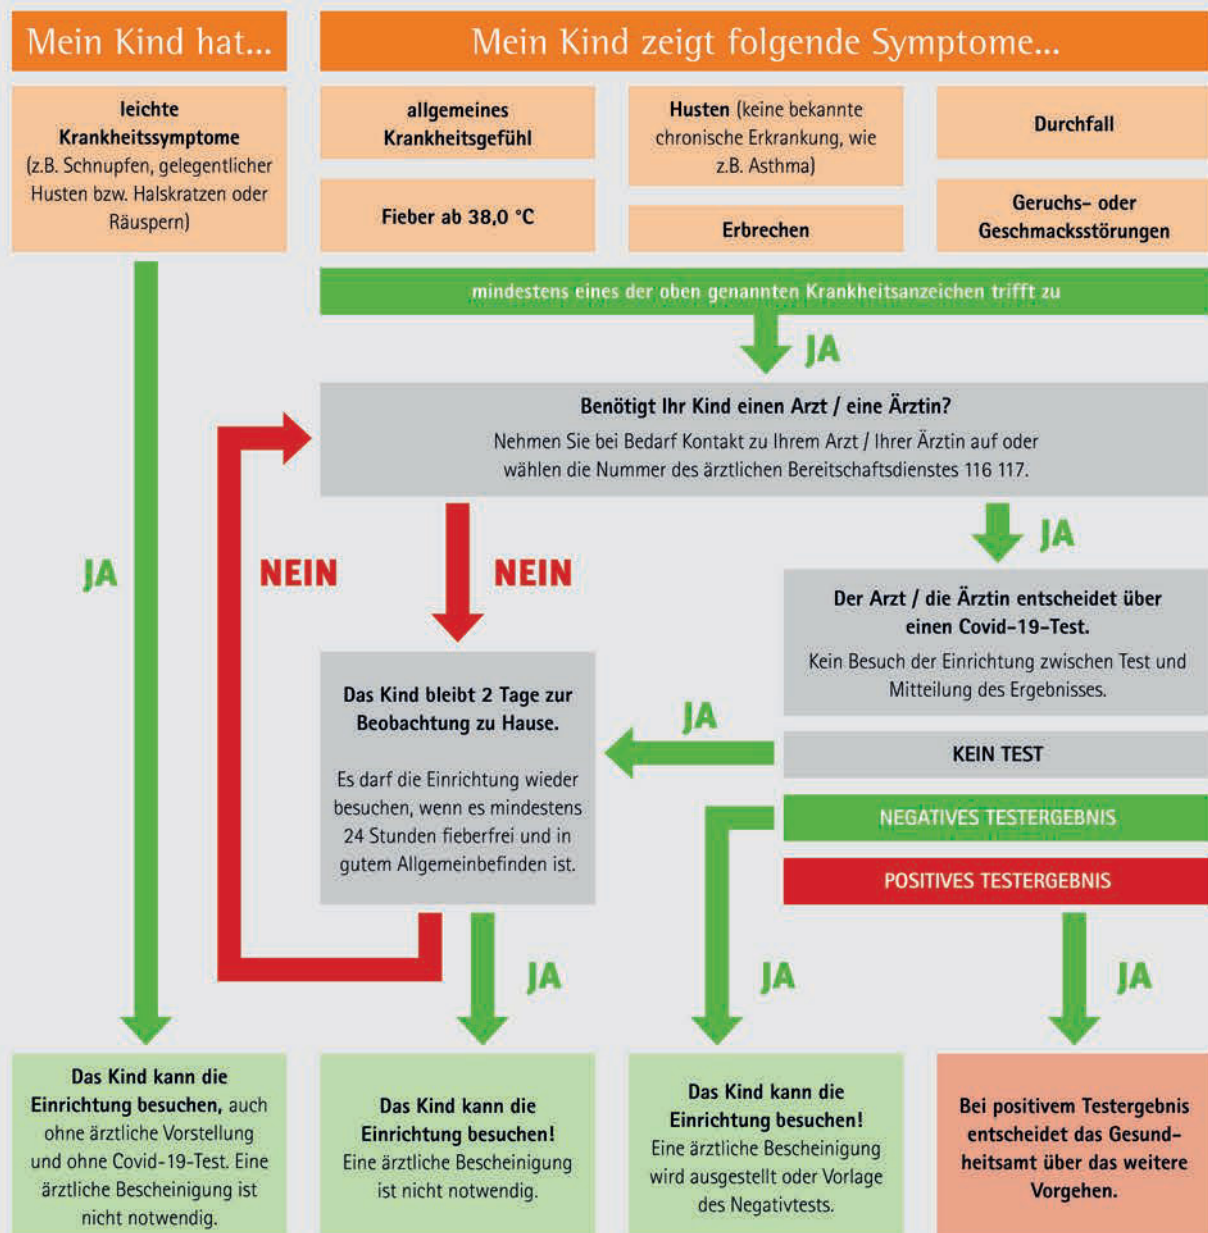 Mein Kind hat...
Mein Kind zeigt folgende Symptome...
leichte
Krankheitssymptome
(z.B. Schnupfen, gelegentlicher
Husten bzw. Halskratzen oder
Räuspern)
allgemeines
Krankheitsgefühl
Husten (keine bekannte
chronische Erkrankung, wie
z.B. Asthma)
Durchfall
Fieber ab 38,0 °C
Erbrechen
Geruchs- oder
Geschmacksstörungen
mindestens eines der oben genannten Krankheitsanzeichen trifft zu
JA
Benötigt Ihr Kind einen Arzt / eine Ärztin?
Nehmen Sie bei Bedarf Kontakt zu Ihrem Arzt / Ihrer Ärztin auf oder
wählen die Nummer des ärztlichen Bereitschaftsdienstes 116 117.
JA
NEIN
NEIN
JA
Der Arzt / die Ärztin entscheidet über
einen Covid-19-Test.
Kein Besuch der Einrichtung zwischen Test und
Mitteilung des Ergebnisses.
Das Kind bleibt 2 Tage zur
Beobachtung zu Hause.
Es darf die Einrichtung wieder
besuchen, wenn es mindestens
24 Stunden fieberfrei und in
gutem Allgemeinbefinden ist.
JA
KEIN TEST
NEGATIVES TESTERGEBNIS
POSITIVES TESTERGEBNIS
JA
JA
JA
Das Kind kann die
Einrichtung besuchen, auch
ohne ärztliche Vorstellung
und ohne Covid-19-Test. Eine
ärztliche Bescheinigung ist
nicht notwendig.
Das Kind kann die
Einrichtung besuchen!
Eine ärztliche Bescheinigung
ist nicht notwendig.
Das Kind kann die
Einrichtung besuchen!
Eine ärztliche Bescheinigung
wird ausgestellt oder Vorlage
des Negativtests.
Bei positivem Testergebnis
entscheidet das Gesund-
heitsamt über das weitere
Vorgehen.